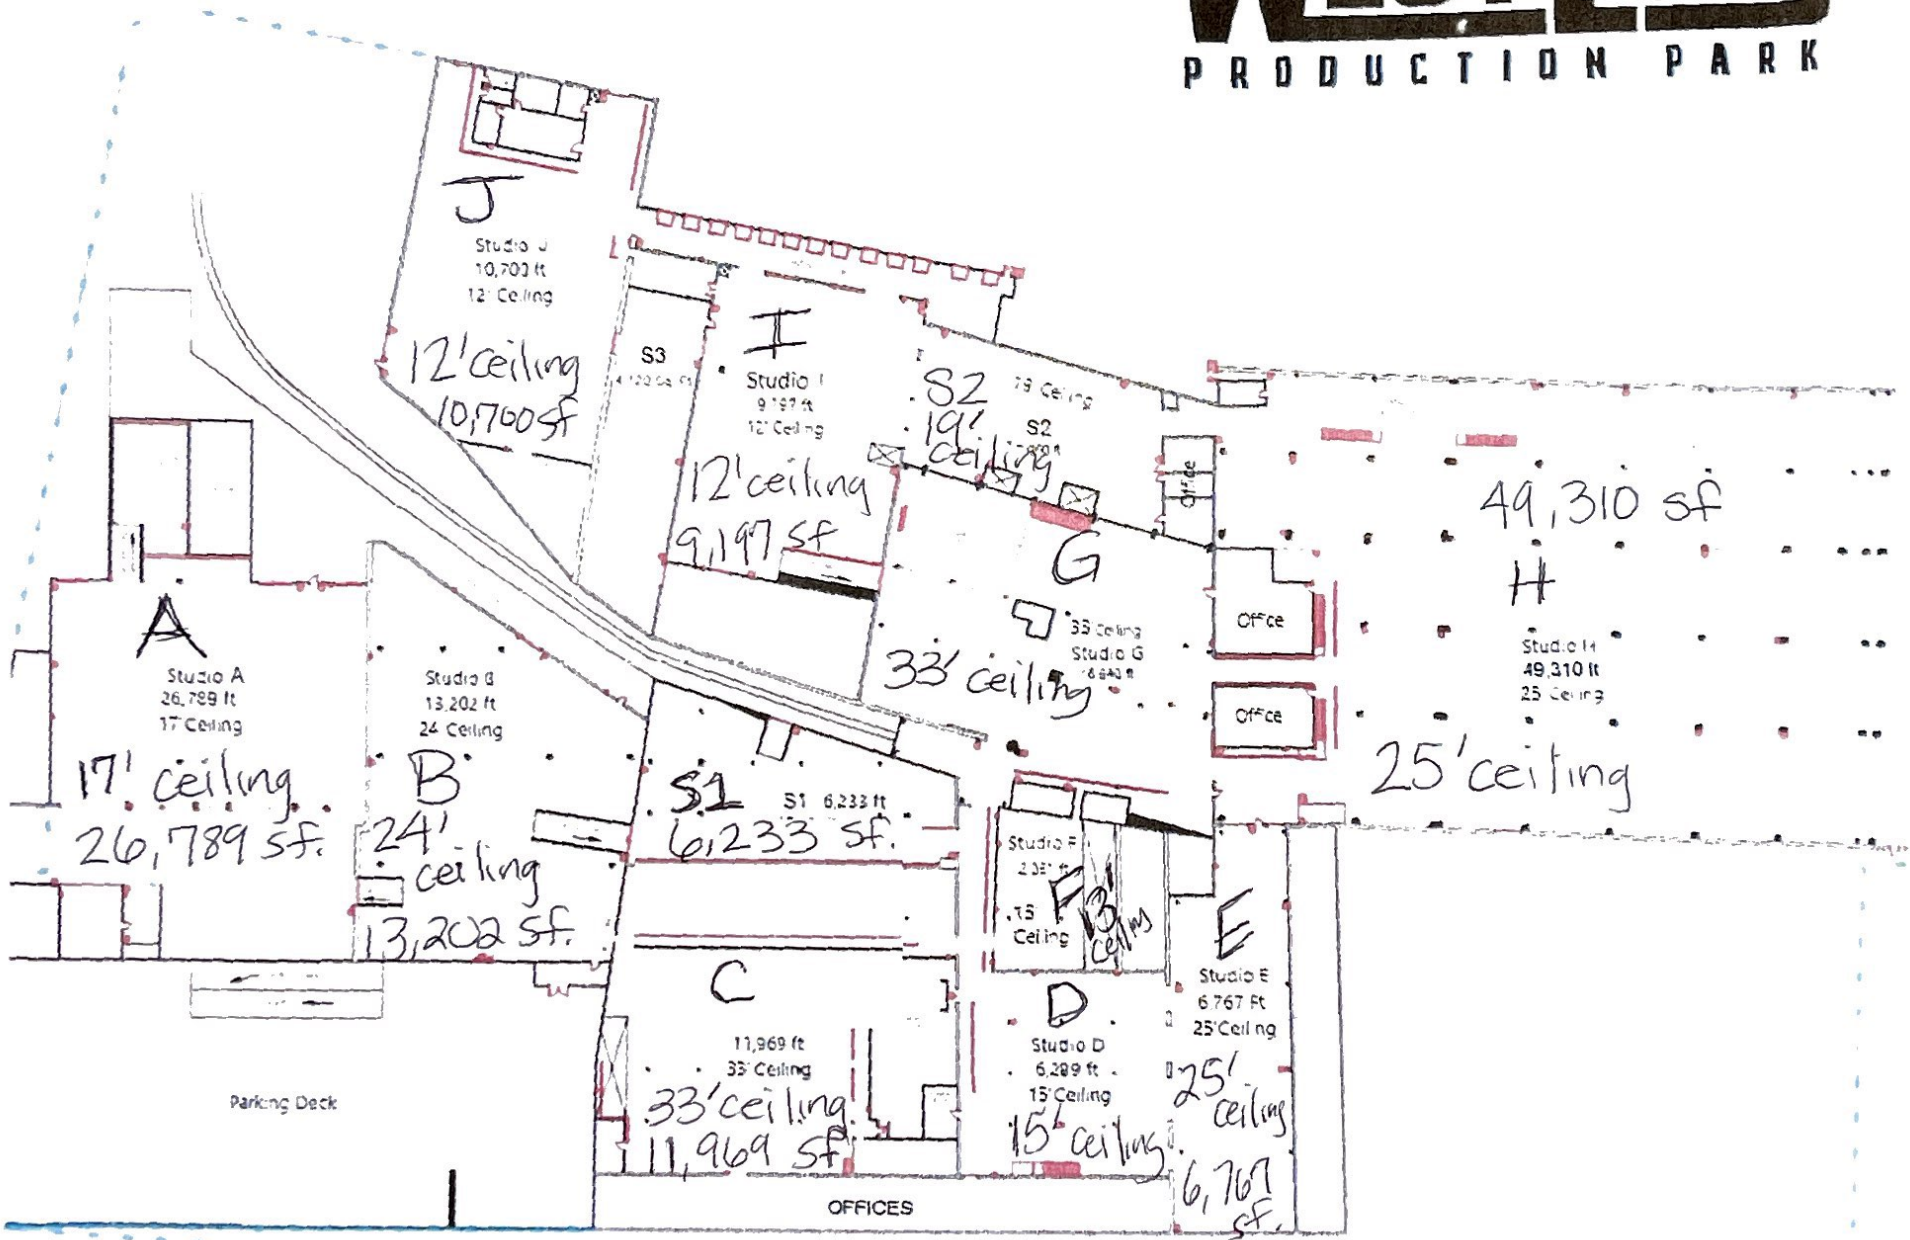 PRODUCTION PARK
J
Studio J
10,700 ft
12' Ceiling
12' ceiling
10,700 sf
S3
I
Studio I
9,197 ft
12' Ceiling
12' ceiling
9,197 sf
S2
19'
ceiling
19 Ceiling
S2
Office
G
33 Ceiling
Studio G
33' ceiling
Office
Office
49,310 sf
H
Studio H
49,310 ft
25 Ceiling
25' ceiling
A
Studio A
26,789 ft
17 Ceiling
17' ceiling
26,789 sf.
Studio B
13,202 ft
24 Ceiling
B
24'
ceiling
13,202 sf.
S1
S1 6,233 ft
6,233 sf.
Studio F
13'
Ceiling
F
13'
ceiling
C
11,969 ft
33' Ceiling
33' ceiling
11,969 sf
D
Studio D
6,289 ft
15' Ceiling
15' ceiling
E
Studio E
6,767 ft
25' Ceiling
25'
ceiling
6,767
sf.
Parking Deck
OFFICES